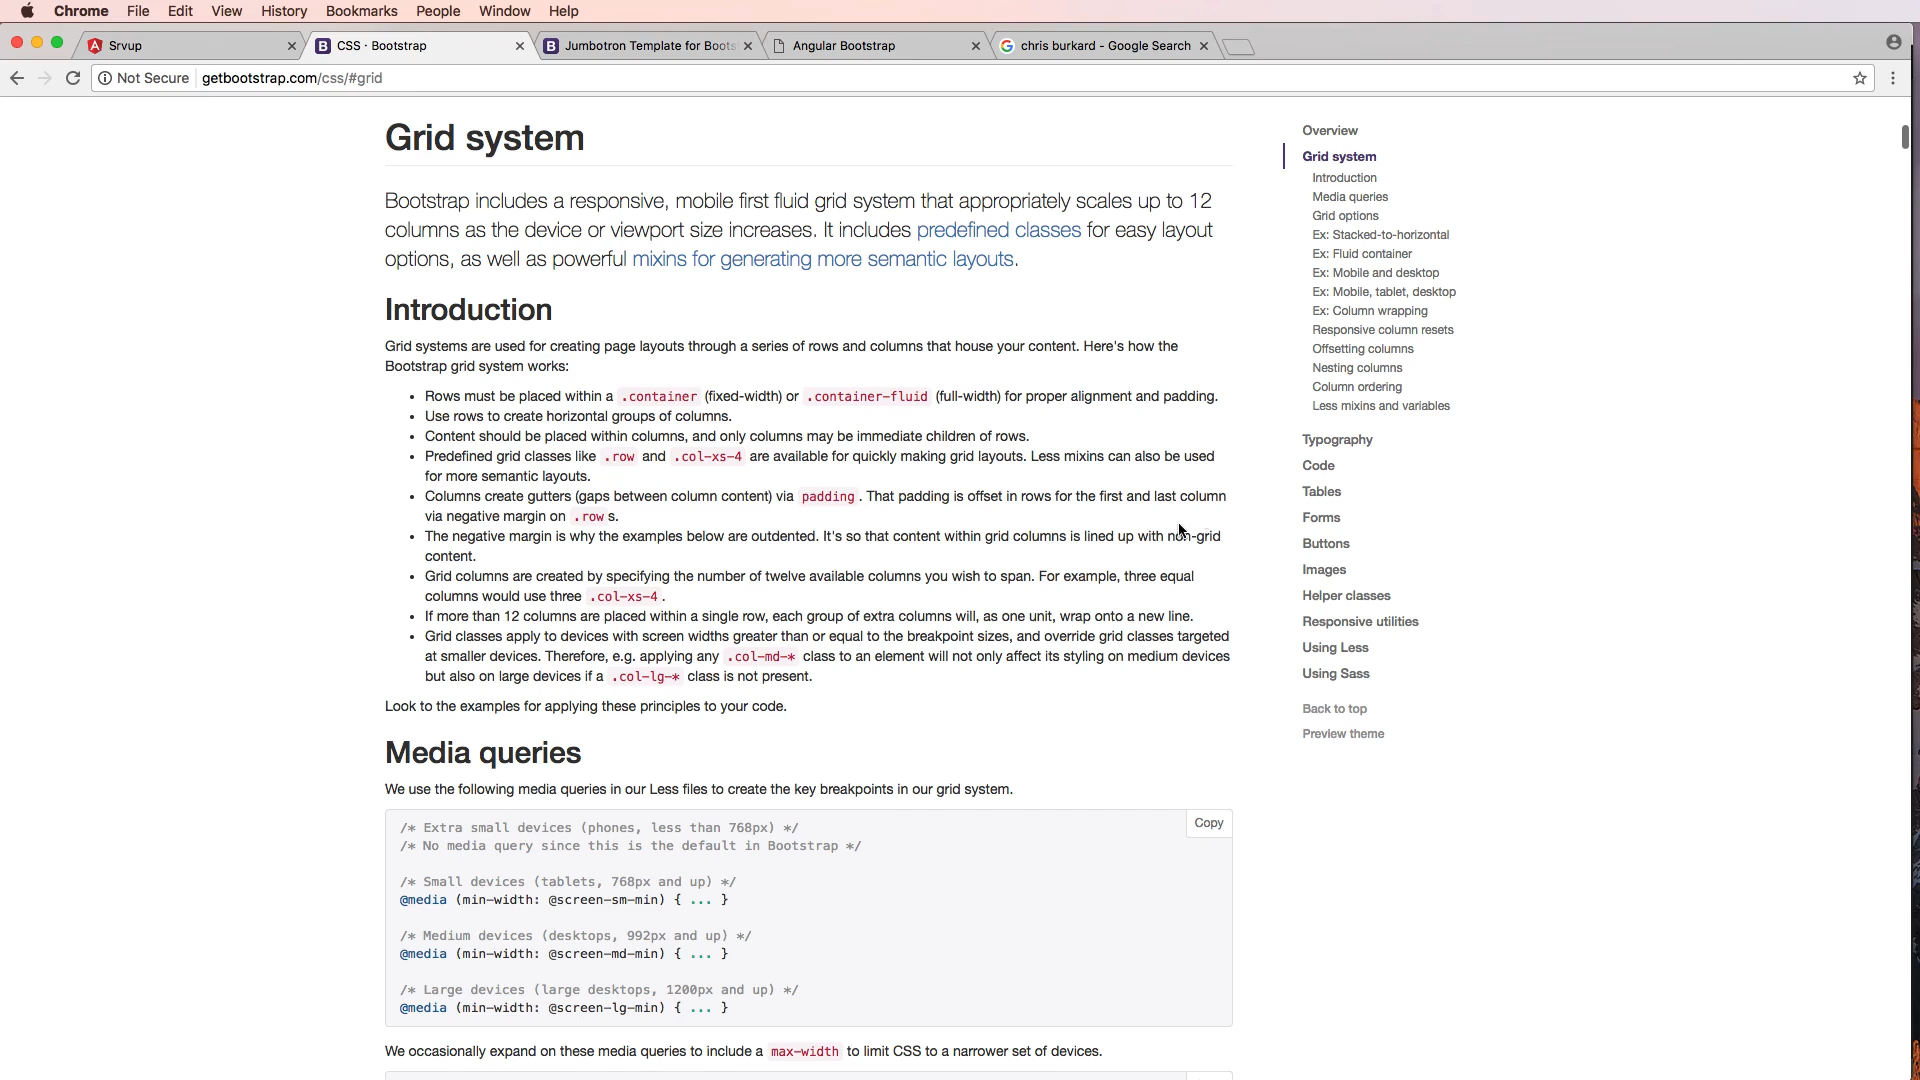 Chrome File Edit View History Bookmarks People Window Help
Srvup
CSS · Bootstrap
Jumbotron Template for Boots
Angular Bootstrap
chris burkard - Google Search
Not Secure getbootstrap.com/css/#grid
Grid system
Bootstrap includes a responsive, mobile first fluid grid system that appropriately scales up to 12
columns as the device or viewport size increases. It includes predefined classes for easy layout
options, as well as powerful mixins for generating more semantic layouts.
Introduction
Grid systems are used for creating page layouts through a series of rows and columns that house your content. Here's how the
Bootstrap grid system works:
• Rows must be placed within a .container (fixed-width) or .container-fluid (full-width) for proper alignment and padding.
• Use rows to create horizontal groups of columns.
• Content should be placed within columns, and only columns may be immediate children of rows.
• Predefined grid classes like .row and .col-xs-4 are available for quickly making grid layouts. Less mixins can also be used
for more semantic layouts.
• Columns create gutters (gaps between column content) via padding. That padding is offset in rows for the first and last column
via negative margin on .rows.
• The negative margin is why the examples below are outdented. It's so that content within grid columns is lined up with non-grid
content.
• Grid columns are created by specifying the number of twelve available columns you wish to span. For example, three equal
columns would use three .col-xs-4.
• If more than 12 columns are placed within a single row, each group of extra columns will, as one unit, wrap onto a new line.
• Grid classes apply to devices with screen widths greater than or equal to the breakpoint sizes, and override grid classes targeted
at smaller devices. Therefore, e.g. applying any .col-md-* class to an element will not only affect its styling on medium devices
but also on large devices if a .col-lg-* class is not present.
Look to the examples for applying these principles to your code.
Media queries
We use the following media queries in our Less files to create the key breakpoints in our grid system.
Copy
/* Extra small devices (phones, less than 768px) */
/* No media query since this is the default in Bootstrap */
/* Small devices (tablets, 768px and up) */
@media (min-width: @screen-sm-min) { ... }
/* Medium devices (desktops, 992px and up) */
@media (min-width: @screen-md-min) { ... }
/* Large devices (large desktops, 1200px and up) */
@media (min-width: @screen-lg-min) { ... }
We occasionally expand on these media queries to include a max-width to limit CSS to a narrower set of devices.
Overview
Grid system
Introduction
Media queries
Grid options
Ex: Stacked-to-horizontal
Ex: Fluid container
Ex: Mobile and desktop
Ex: Mobile, tablet, desktop
Ex: Column wrapping
Responsive column resets
Offsetting columns
Nesting columns
Column ordering
Less mixins and variables
Typography
Code
Tables
Forms
Buttons
Images
Helper classes
Responsive utilities
Using Less
Using Sass
Back to top
Preview theme